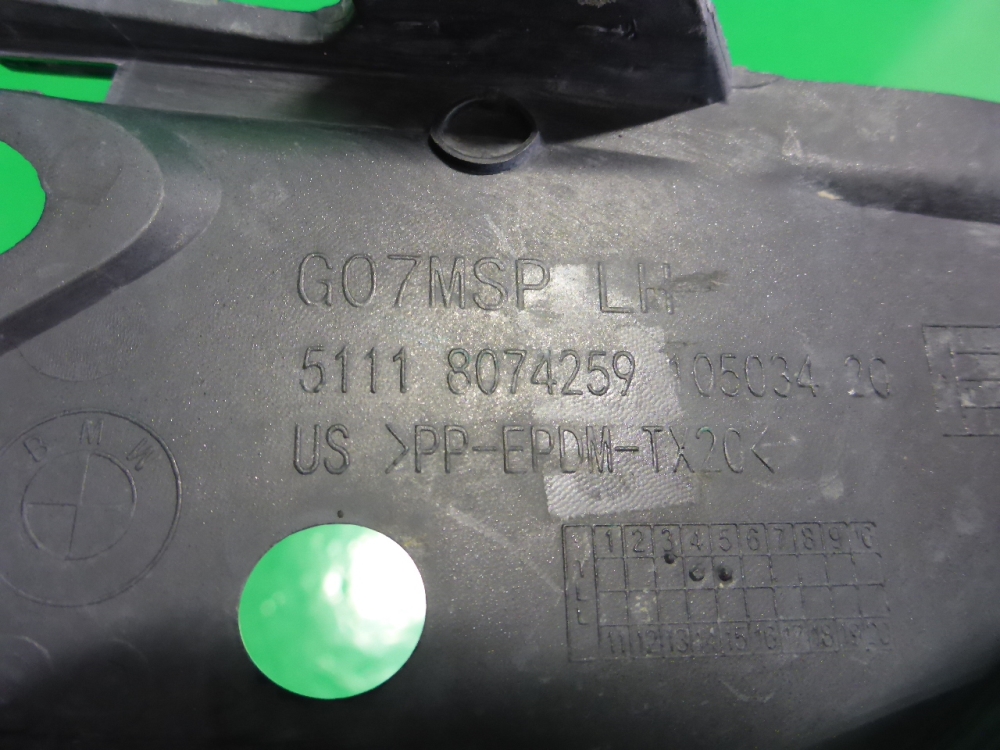 G07MSP LH
5111 8074259 105034 20
US >PP-EPDM-TX20<
BMW
1 2 3 4 5 6 7 8 9 10
11 12 13 14 15 16 17 18 19 20